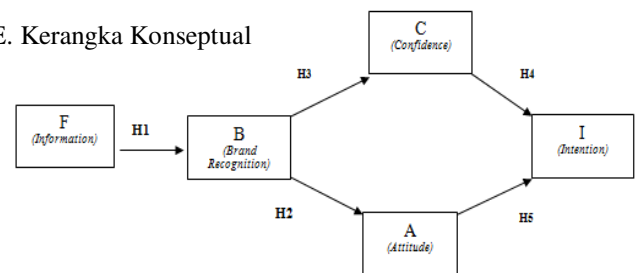 E. Kerangka Konseptual
C
(Confidence)
H3
H4
F
(Information)
H1
B
(Brand
Recognition)
I
(Intention)
H2
H5
A
(Attitude)